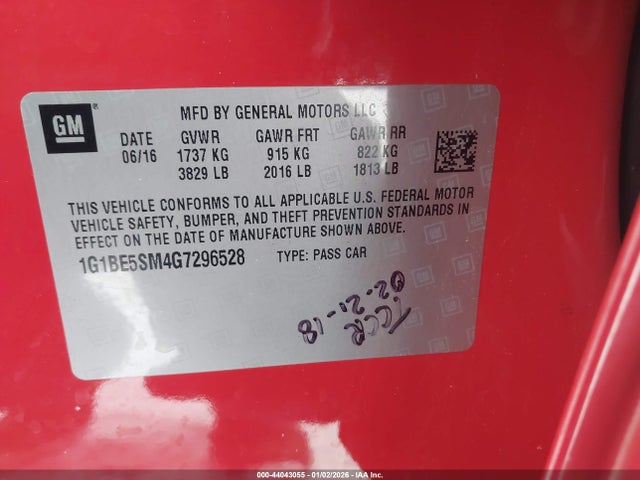 GM
MFD BY GENERAL MOTORS LLC
DATE GVWR GAWR FRT GAWR RR
06/16 1737 KG 915 KG 822 KG
3829 LB 2016 LB 1813 LB
THIS VEHICLE CONFORMS TO ALL APPLICABLE U.S. FEDERAL MOTOR
VEHICLE SAFETY, BUMPER, AND THEFT PREVENTION STANDARDS IN
EFFECT ON THE DATE OF MANUFACTURE SHOWN ABOVE.
1G1BE5SM4G7296528 TYPE: PASS CAR
TCCR
02-21-18
000-44043055 - 01/02/2026 - IAA Inc.